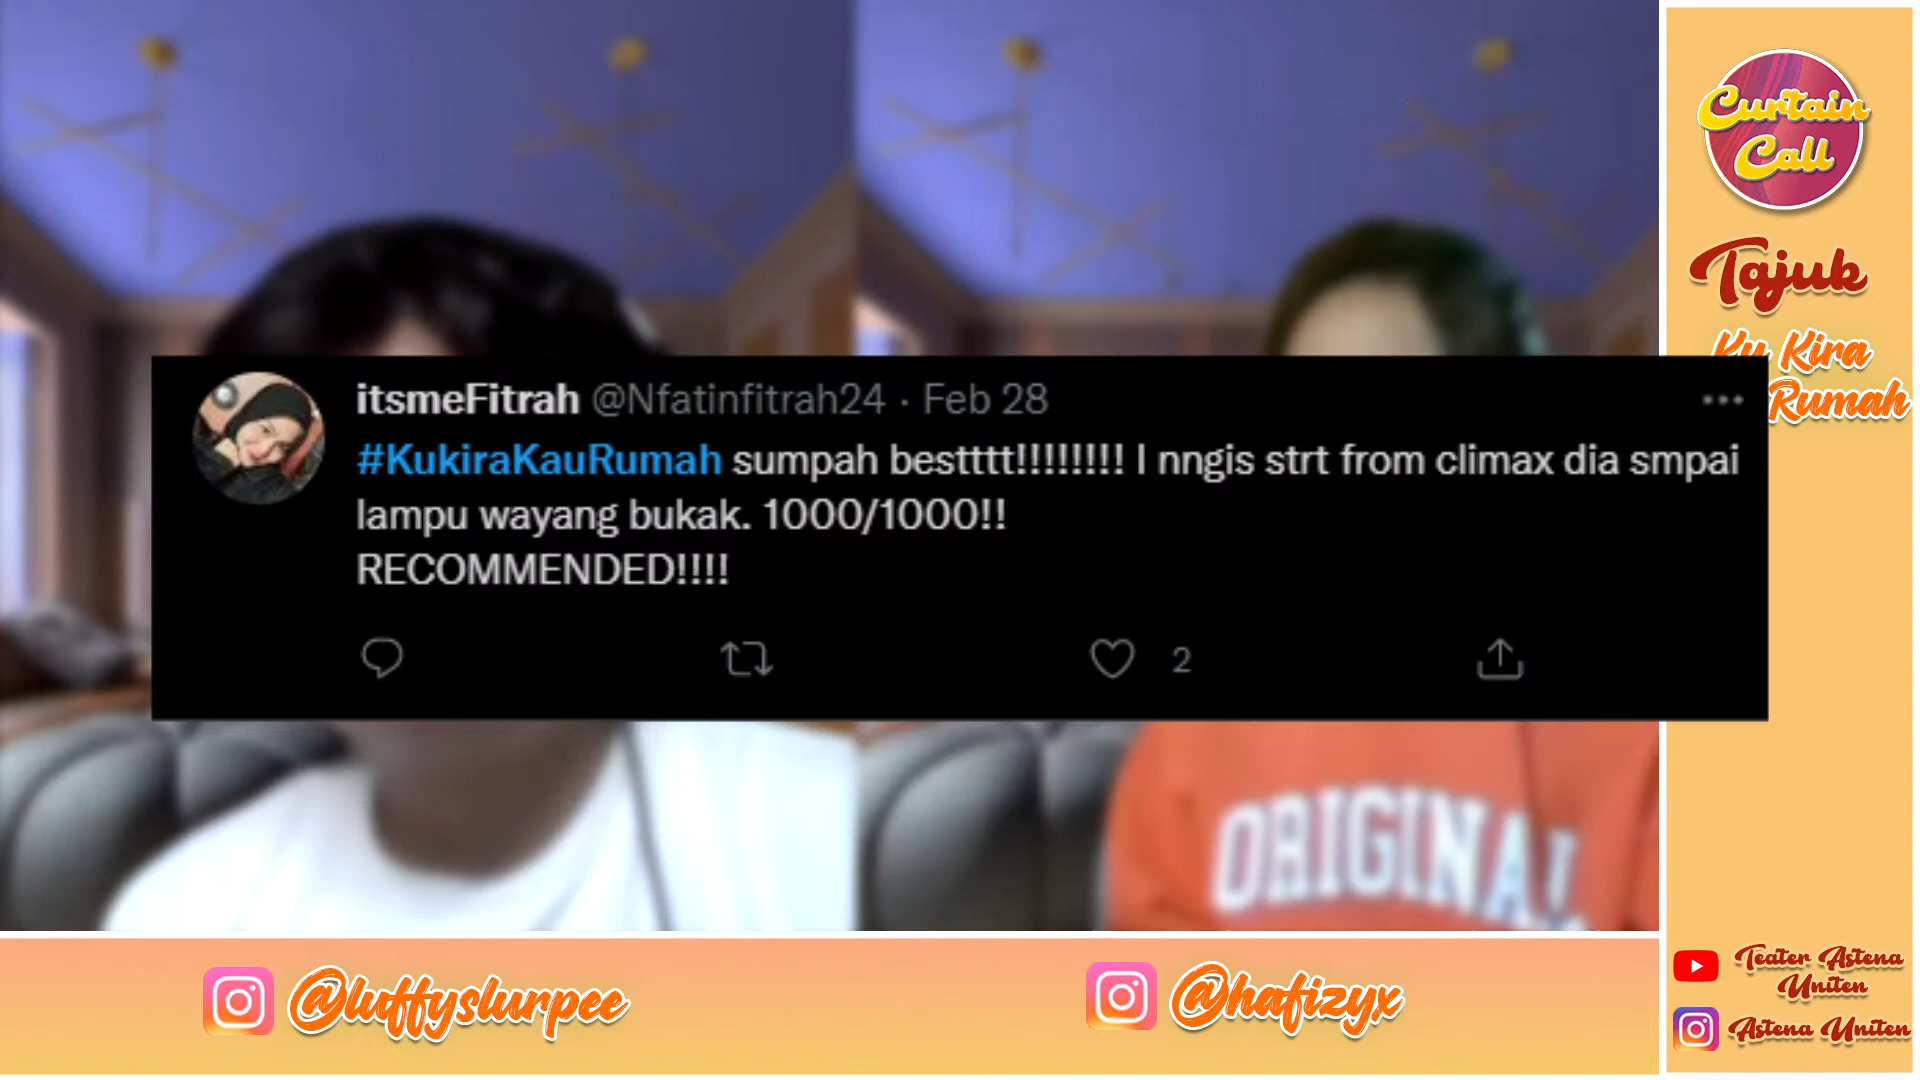 Curtain
Call
Tajuk
Ku Kira
Rumah
itsmeFitrah @Nfatinfitrah24 · Feb 28
#KukiraKauRumah sumpah bestttt!!!!!!!! I nngis strt from climax dia smpai
lampu wayang bukak. 1000/1000!!
RECOMMENDED!!!!
2
ORIGINAL
@luffyslurpee
@hafizyx
Teater Astena
Uniten
Astena Uniten